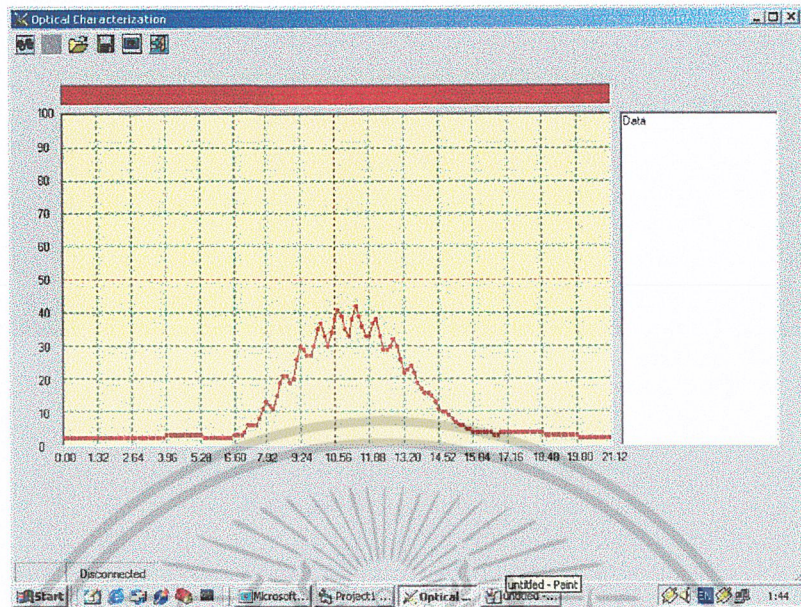 Optical Characterization
100
90
80
70
60
50
40
30
20
10
0
0.00 1.32 2.64 3.96 5.28 6.60 7.92 9.24 10.56 11.88 13.20 14.52 15.84 17.16 18.48 19.80 21.12
Data
Disconnected
untitled - Paint
Start Microsoft... Project1 ... Optical ... untitled -... EN 1:44